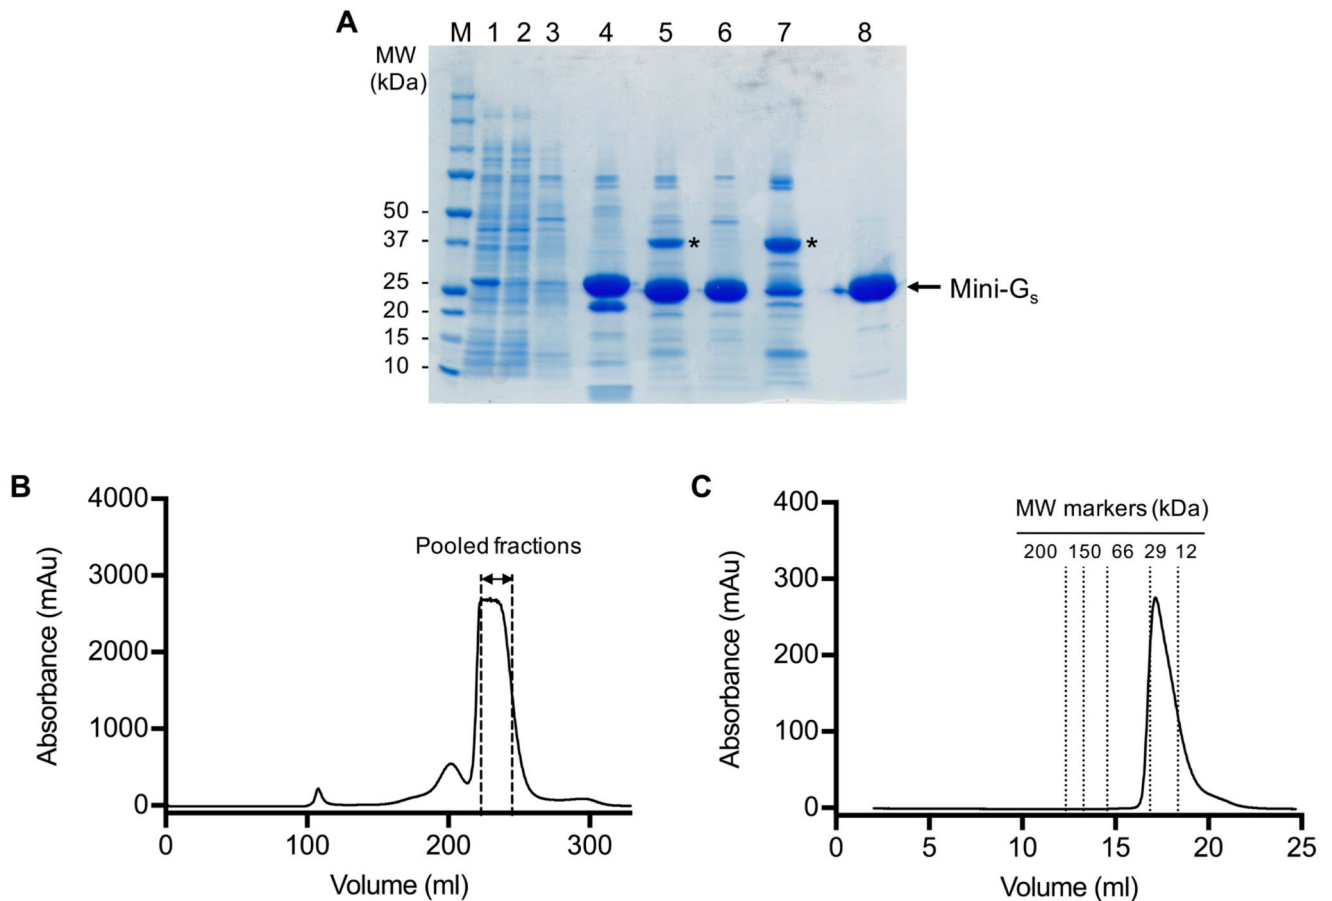 A
M 1 2 3 4 5 6 7 8
MW
(kDa)
50 -
37 -
25 -
20 -
15 -
10 -
*
*
Mini-Gs
B
4000
3000
2000
1000
0
Absorbance (mAu)
Pooled fractions
0 100 200 300
Volume (ml)
C
400
300
200
100
0
Absorbance (mAu)
MW markers (kDa)
200 150 66 29 12
0 5 10 15 20 25
Volume (ml)